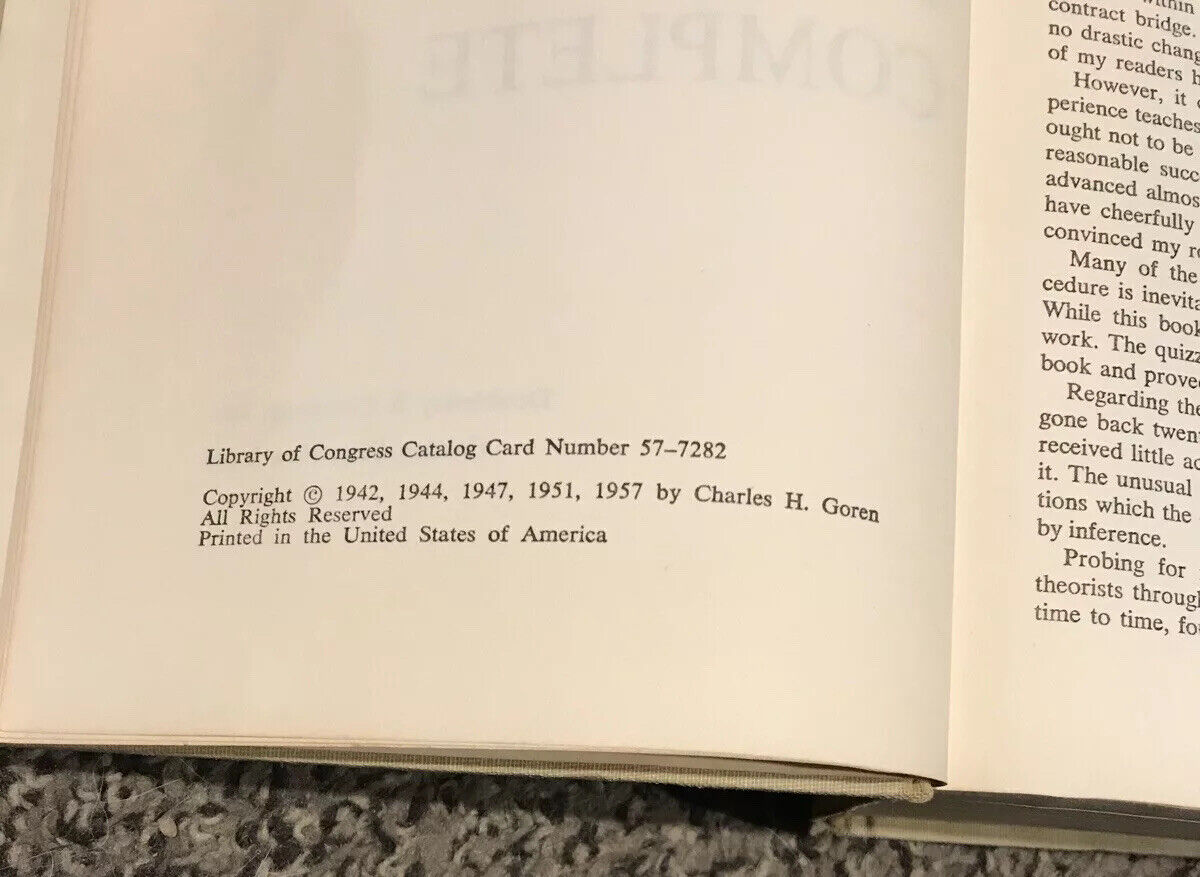 COMPLETE
Library of Congress Catalog Card Number 57–7282
Copyright © 1942, 1944, 1947, 1951, 1957 by Charles H. Goren
All Rights Reserved
Printed in the United States of America
within
contract bridge.
no drastic chang
of my readers h
However, it
perience teaches
ought not to be
reasonable succ
advanced almos
have cheerfully
convinced my r
Many of the
cedure is inevita
While this book
work. The quizz
book and prove
Regarding the
gone back twen
received little ac
it. The unusual
tions which the
by inference.
Probing for
theorists through
time to time, fo